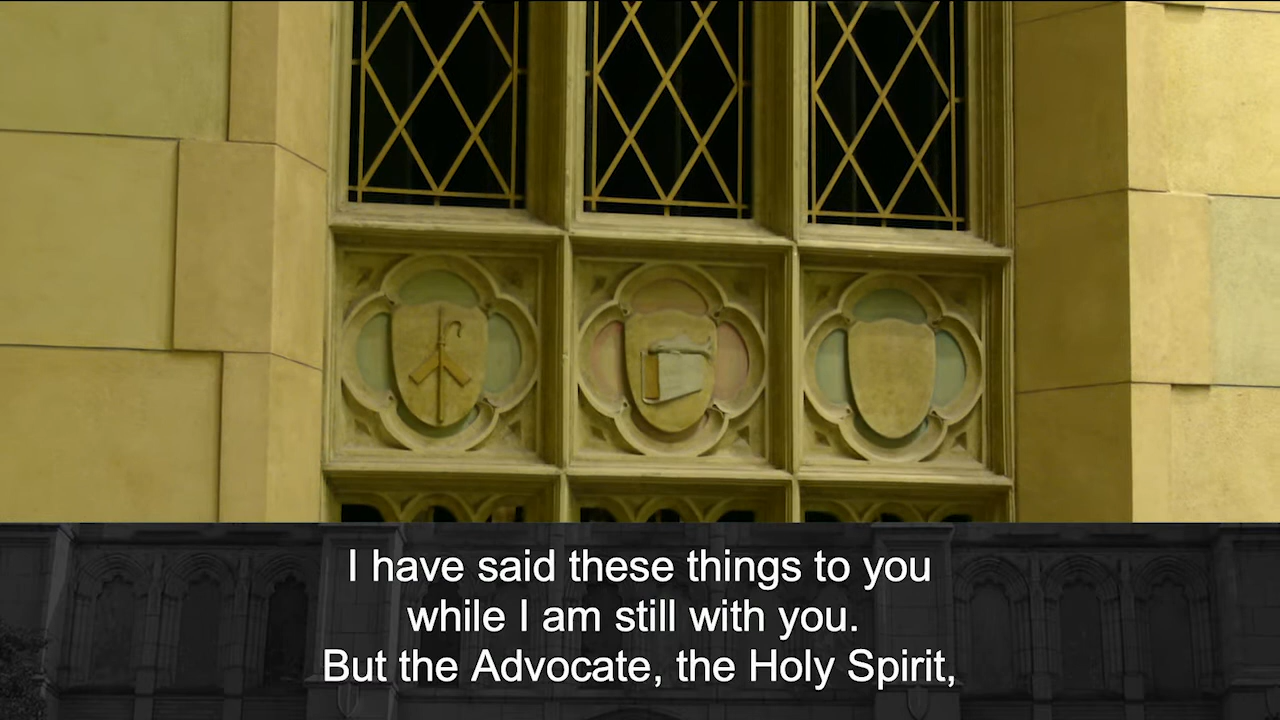 I have said these things to you
while I am still with you.
But the Advocate, the Holy Spirit,